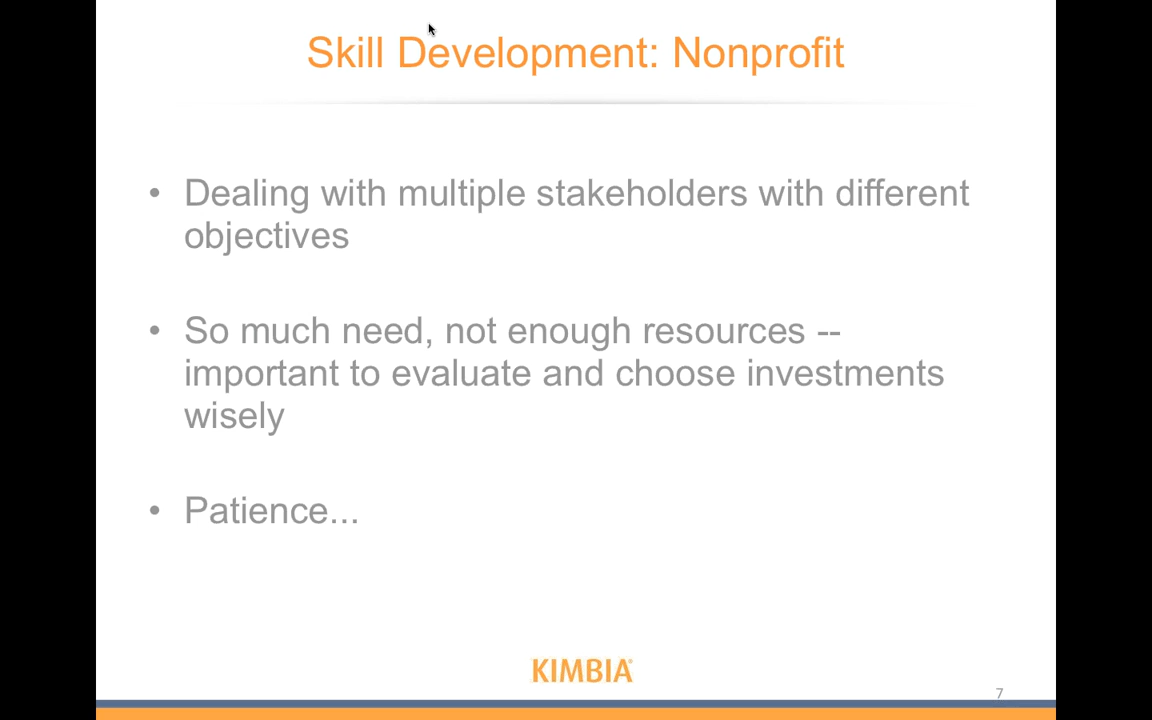 Skill Development: Nonprofit
• Dealing with multiple stakeholders with different
objectives
• So much need, not enough resources --
important to evaluate and choose investments
wisely
• Patience...
KIMBIA®
7